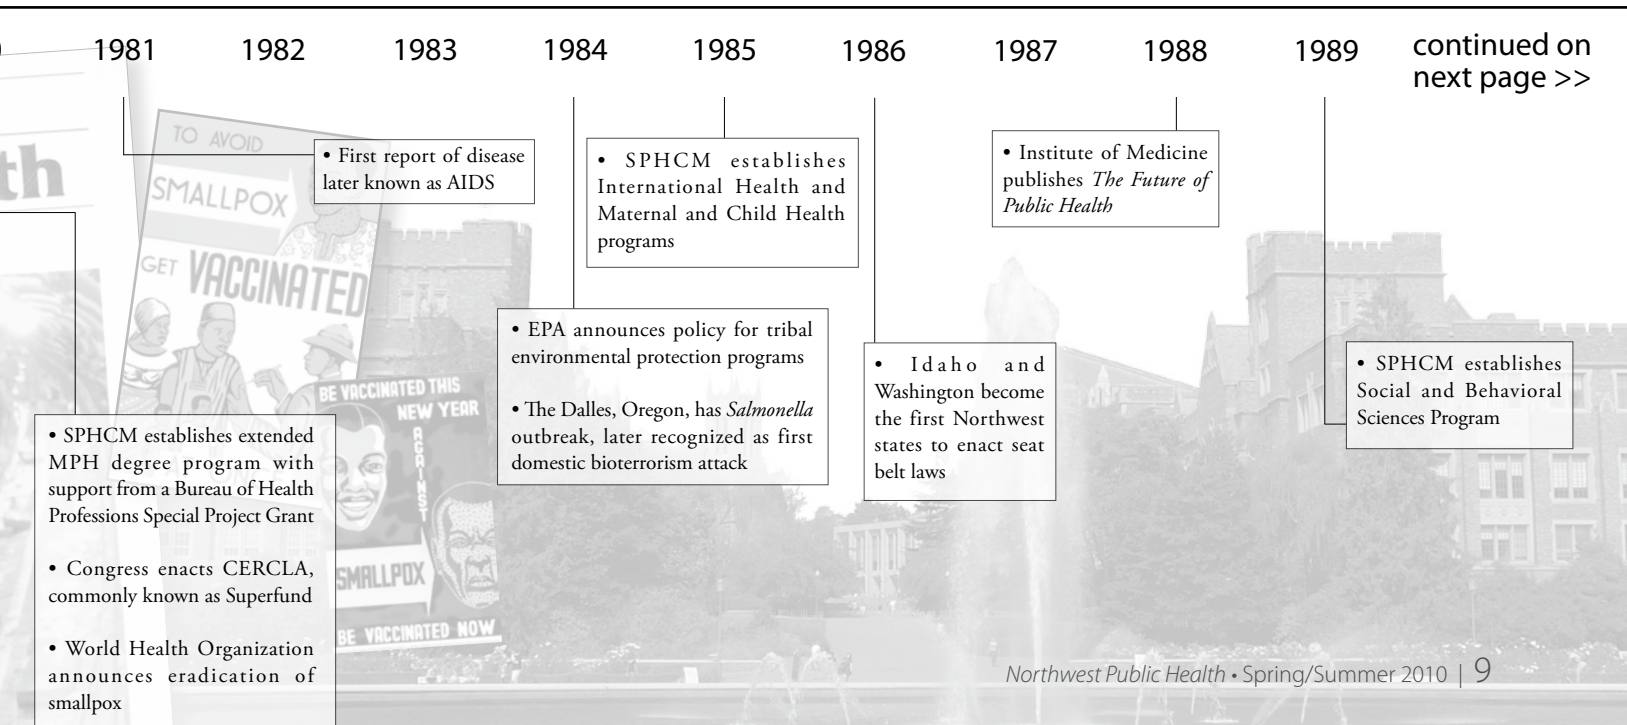 1981 1982 1983 1984 1985 1986 1987 1988 1989 continued on
next page >>
th
TO AVOID
SMALLPOX
GET VACCINATED
• First report of disease
later known as AIDS
• SPHCM establishes
International Health and
Maternal and Child Health
programs
• Institute of Medicine
publishes The Future of
Public Health
• EPA announces policy for tribal
environmental protection programs
• The Dalles, Oregon, has Salmonella
outbreak, later recognized as first
domestic bioterrorism attack
• Idaho and
Washington become
the first Northwest
states to enact seat
belt laws
• SPHCM establishes
Social and Behavioral
Sciences Program
BE VACCINATED THIS
NEW YEAR
AGAINST
SMALLPOX
BE VACCINATED NOW
• SPHCM establishes extended
MPH degree program with
support from a Bureau of Health
Professions Special Project Grant
• Congress enacts CERCLA,
commonly known as Superfund
• World Health Organization
announces eradication of
smallpox
Northwest Public Health • Spring/Summer 2010 | 9